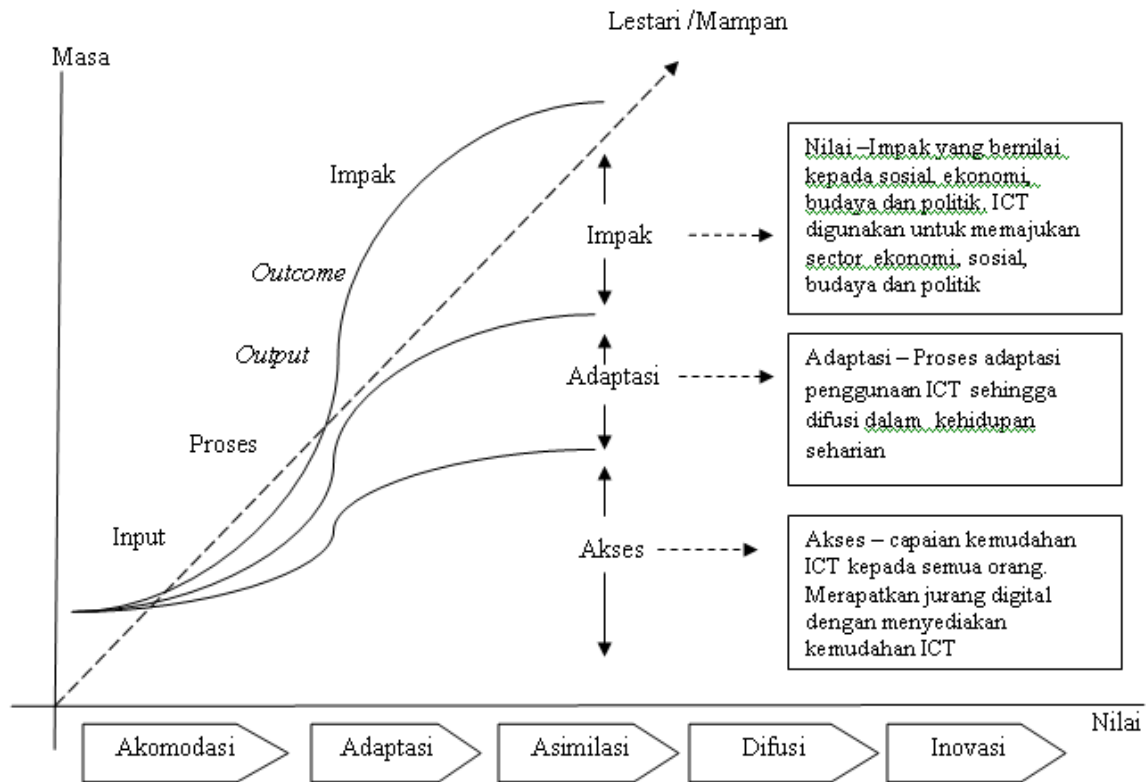 Lestari /Mampan
Masa
Impak
Outcome
Output
Proses
Input
Impak
Adaptasi
Akses
Nilai –Impak yang bernilai
kepada sosial, ekonomi,
budaya dan politik, ICT
digunakan untuk memajukan
sector ekonomi, sosial,
budaya dan politik
Adaptasi – Proses adaptasi
penggunaan ICT sehingga
difusi dalam kehidupan
seharian
Akses – capaian kemudahan
ICT kepada semua orang.
Merapatkan jurang digital
dengan menyediakan
kemudahan ICT
Nilai
Akomodasi
Adaptasi
Asimilasi
Difusi
Inovasi